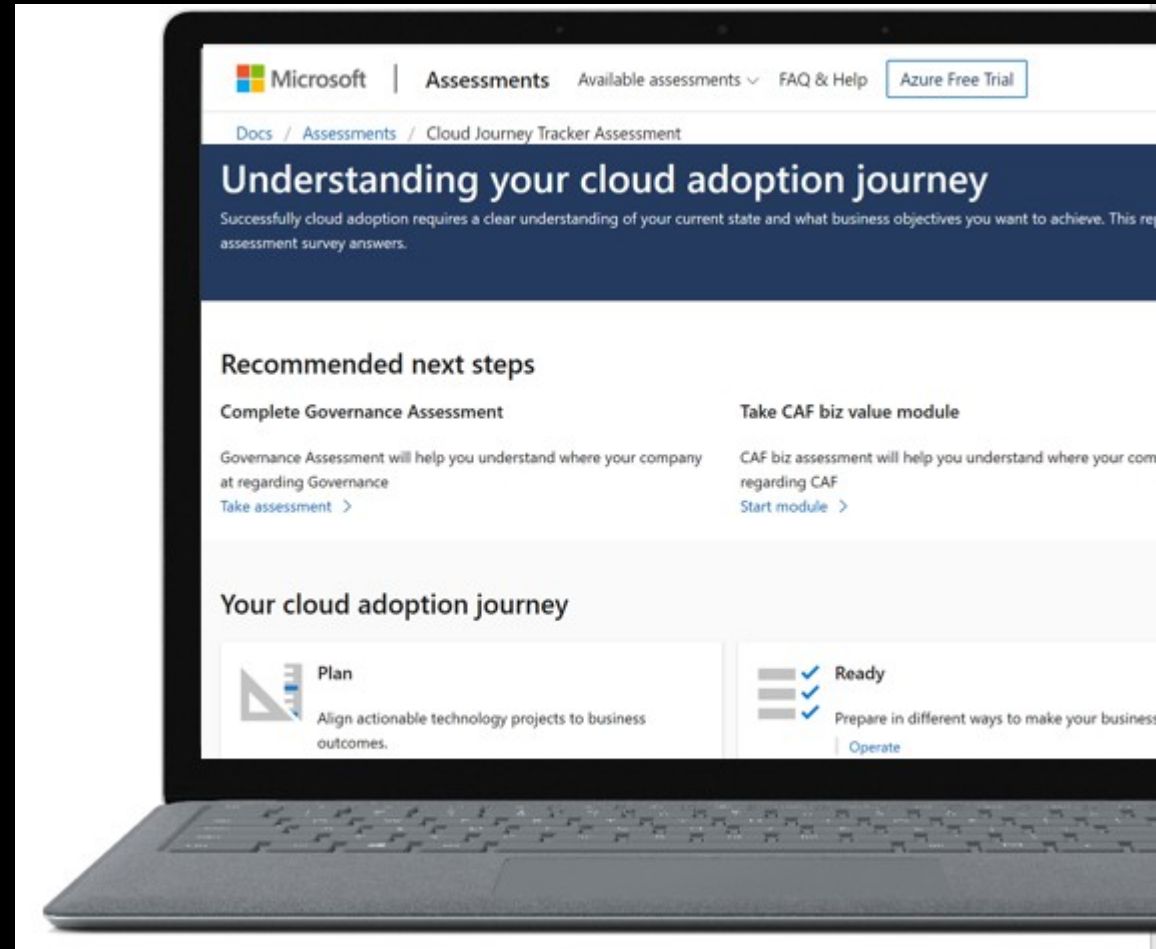 Microsoft | Assessments Available assessments FAQ & Help Azure Free Trial
Docs / Assessments / Cloud Journey Tracker Assessment
Understanding your cloud adoption journey
Successfully cloud adoption requires a clear understanding of your current state and what business objectives you want to achieve. This rep
assessment survey answers.
Recommended next steps
Complete Governance Assessment
Governance Assessment will help you understand where your company
at regarding Governance
Take assessment >
Take CAF biz value module
CAF biz assessment will help you understand where your com
regarding CAF
Start module >
Your cloud adoption journey
Plan
Align actionable technology projects to business
outcomes.
Ready
Prepare in different ways to make your business
Operate